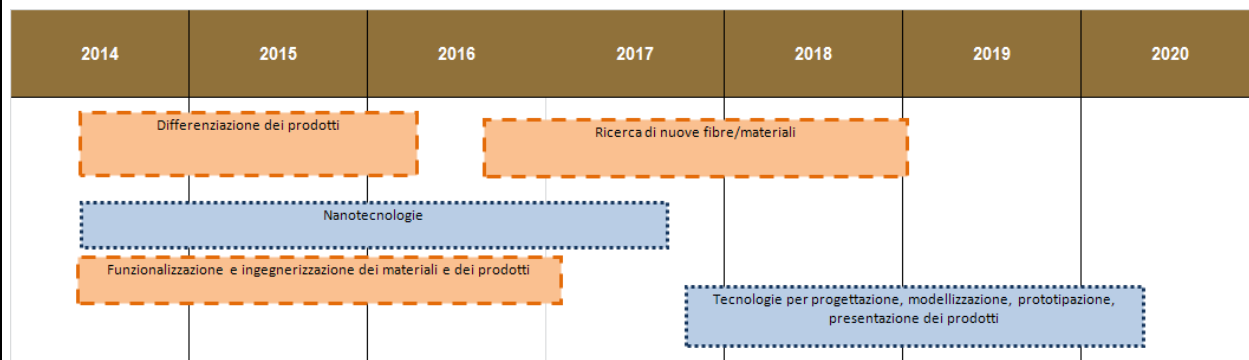 2014 2015 2016 2017 2018 2019 2020
Differenziazione dei prodotti
Ricerca di nuove fibre/materiali
Nanotecnologie
Funzionalizzazione e ingegnerizzazione dei materiali e dei prodotti
Tecnologie per progettazione, modellizzazione, prototipazione,
presentazione dei prodotti